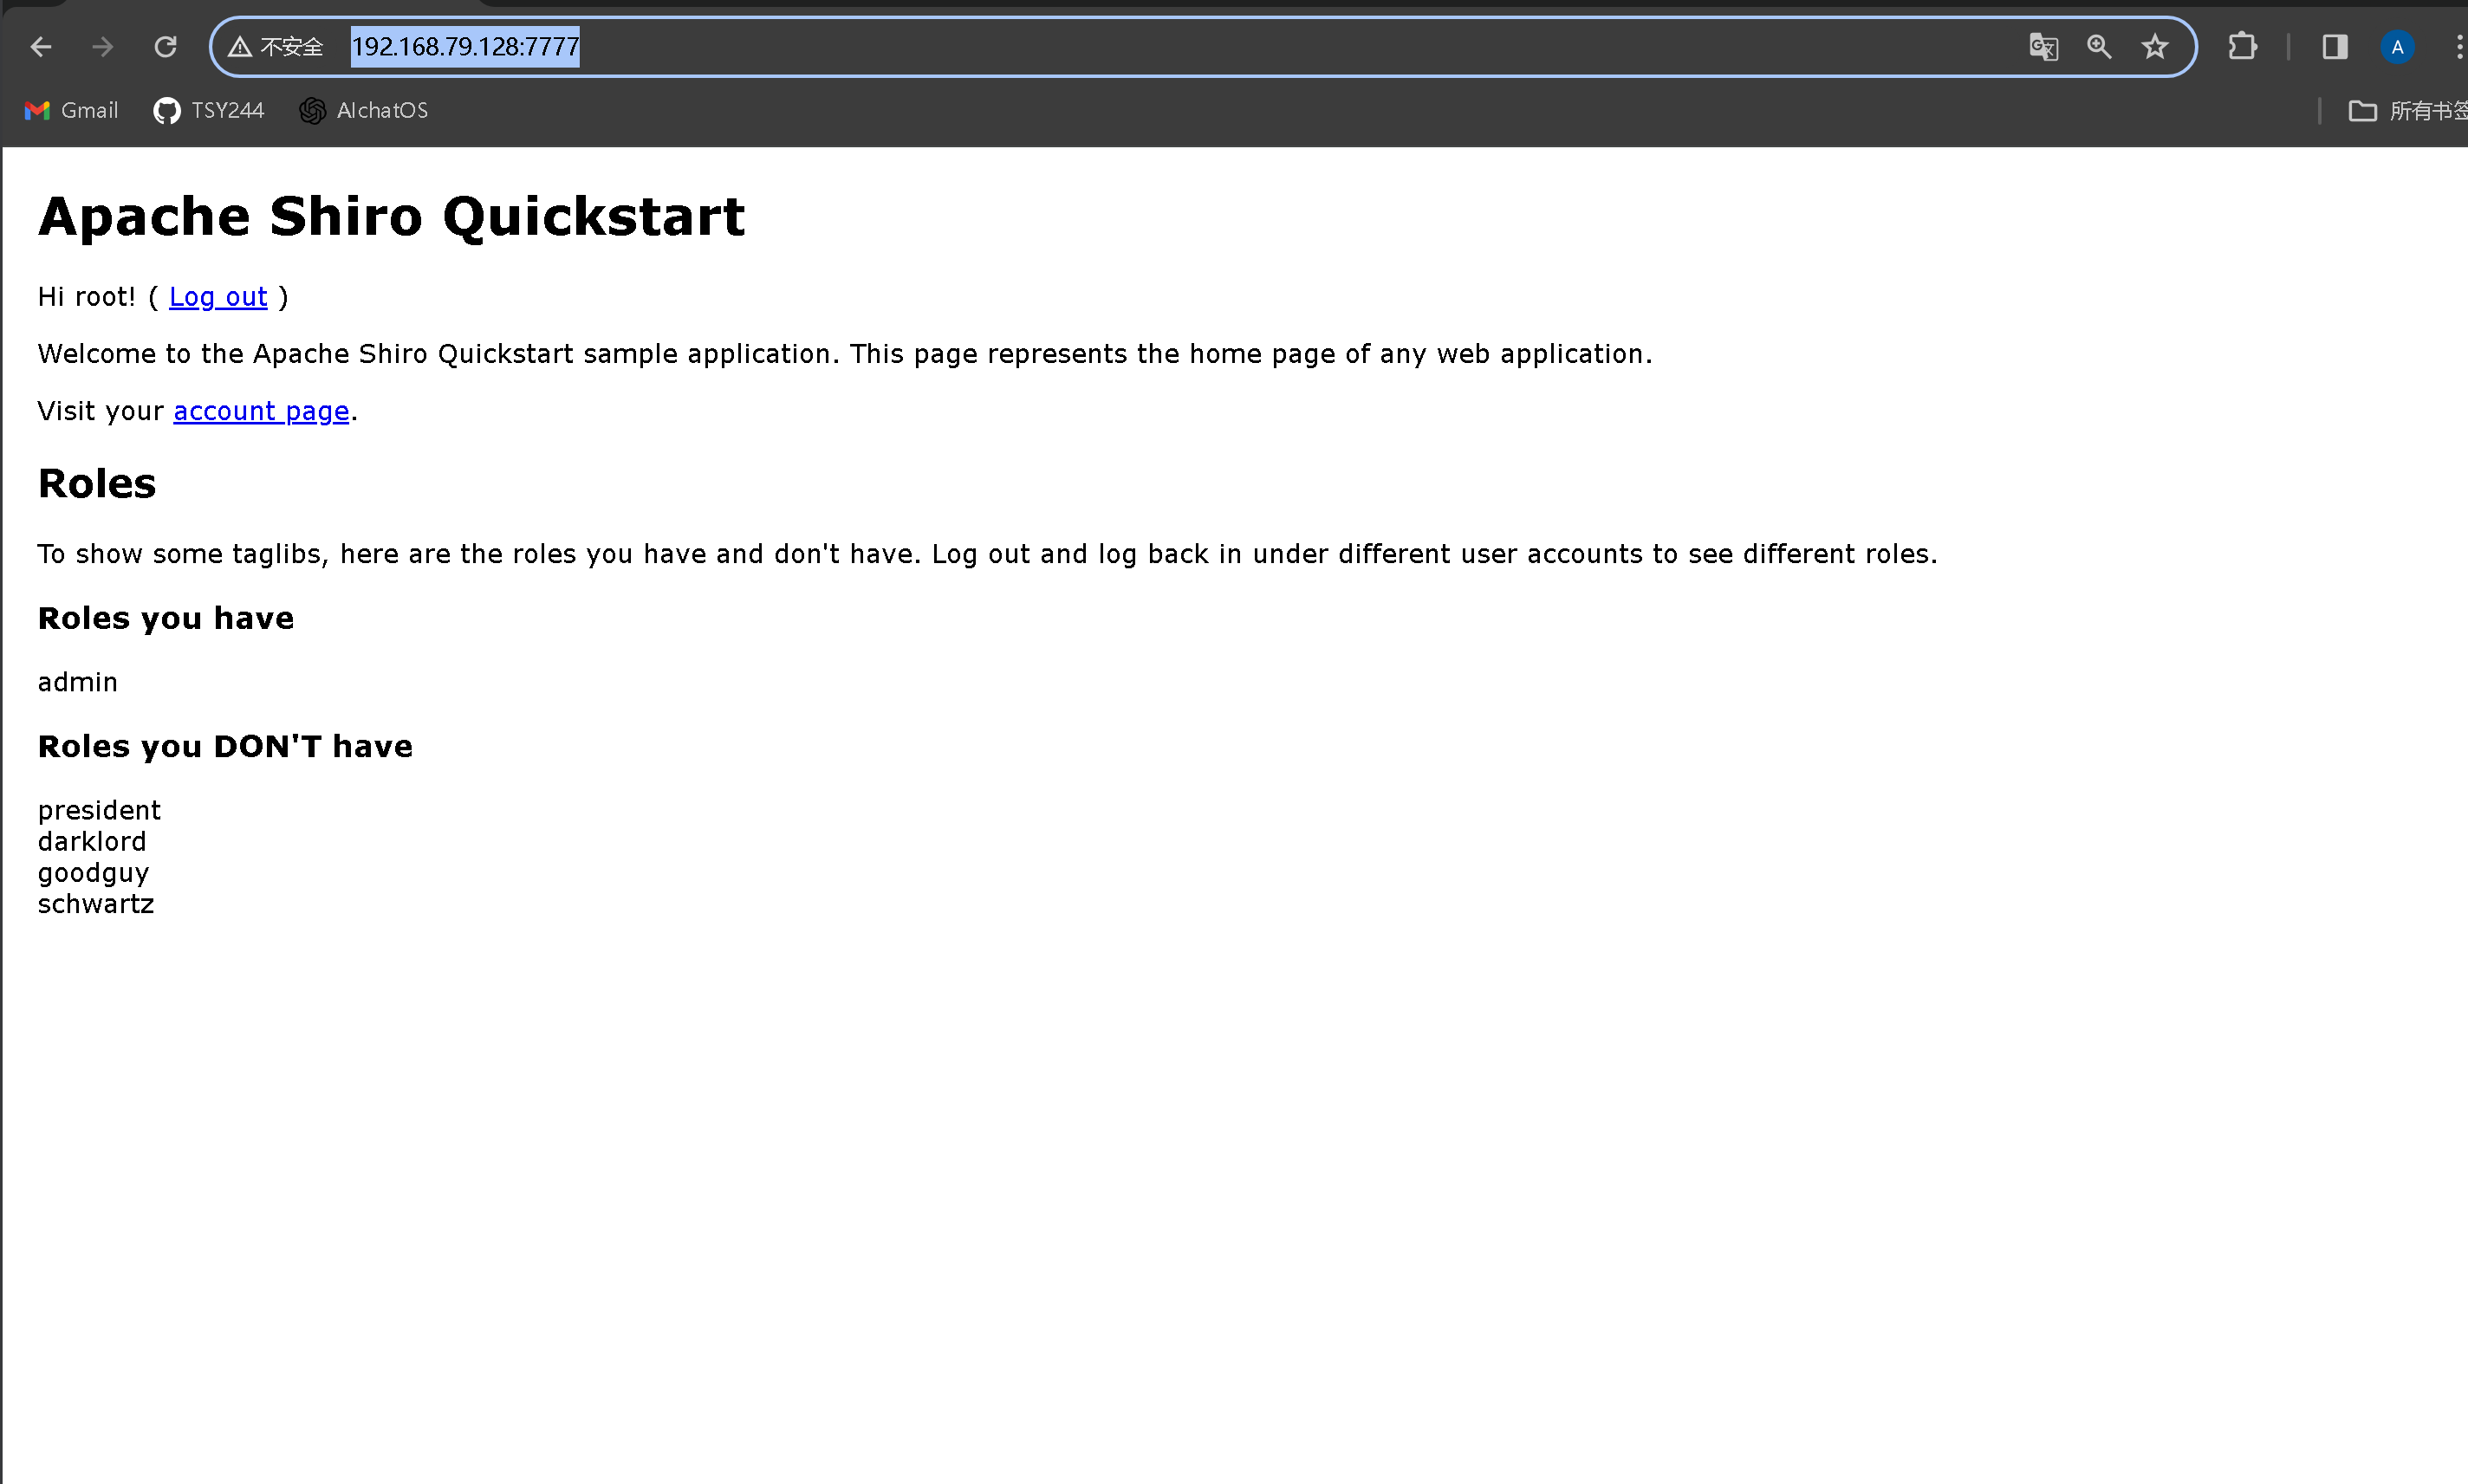 不安全 192.168.79.128:7777 A
Gmail TSY244 AIchatOS 所有书签
Apache Shiro Quickstart
Hi root! ( Log out )
Welcome to the Apache Shiro Quickstart sample application. This page represents the home page of any web application.
Visit your account page.
Roles
To show some taglibs, here are the roles you have and don't have. Log out and log back in under different user accounts to see different roles.
Roles you have
admin
Roles you DON'T have
president
darklord
goodguy
schwartz